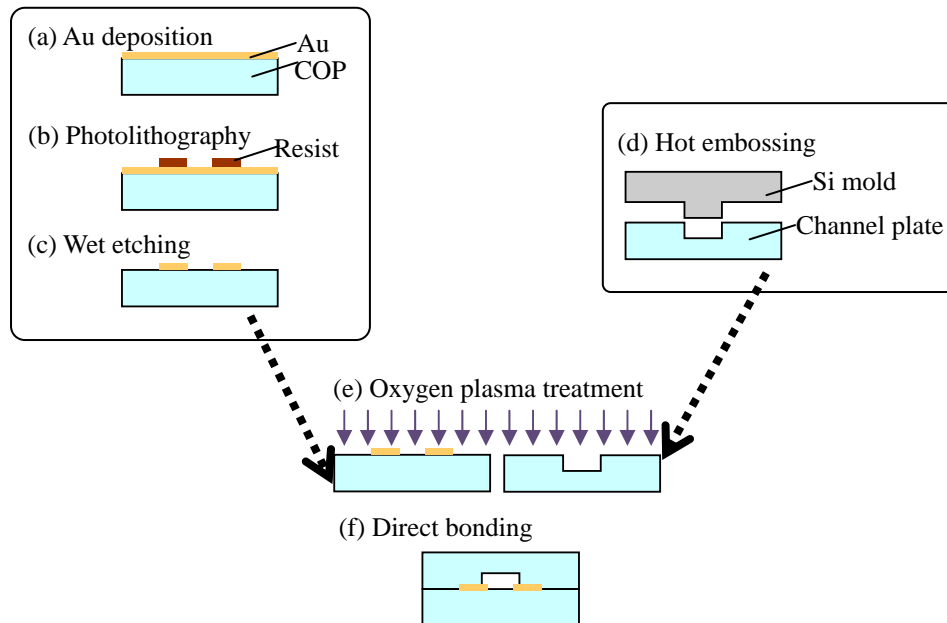 (a) Au deposition
Au
COP
(b) Photolithography
Resist
(c) Wet etching
(d) Hot embossing
Si mold
Channel plate
(e) Oxygen plasma treatment
(f) Direct bonding